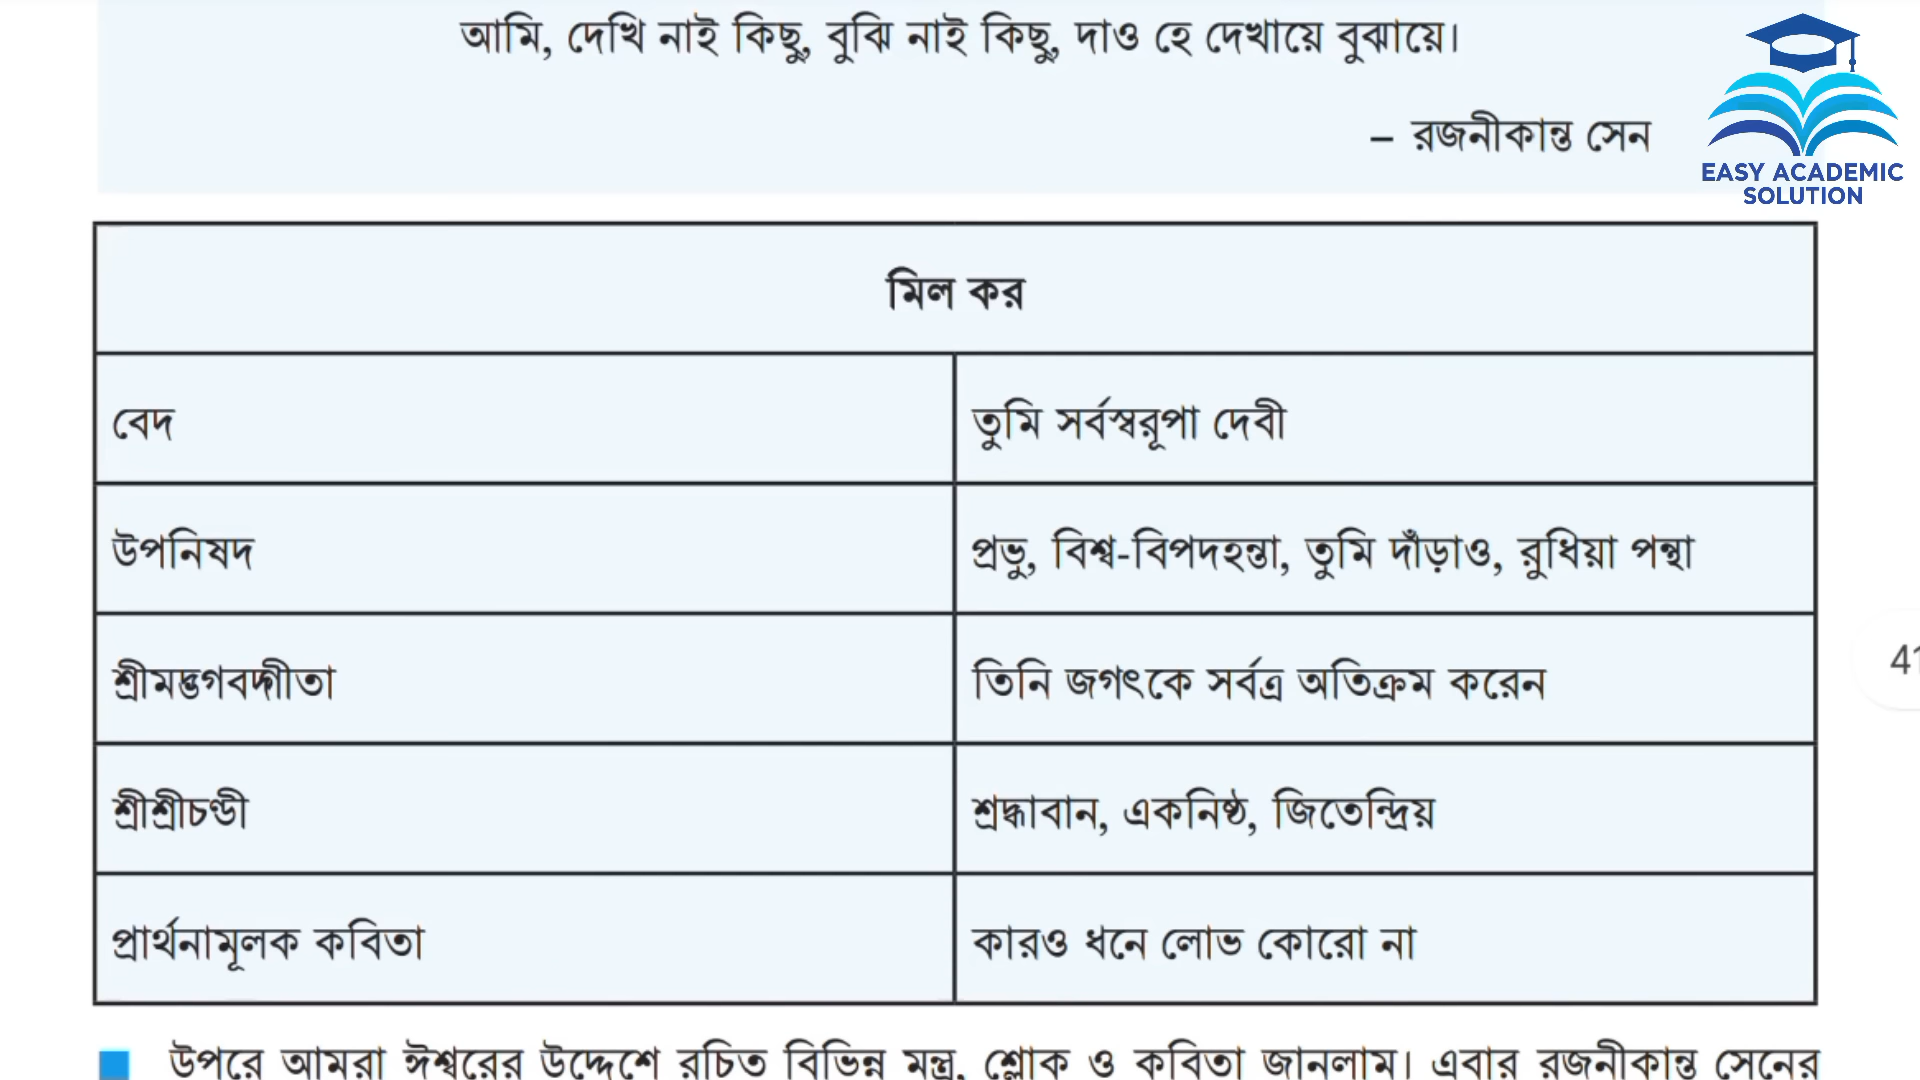 আমি, দেখি নাই কিছু, বুঝি নাই কিছু, দাও হে দেখায়ে বুঝায়ে।
– রজনীকান্ত সেন
EASY ACADEMIC
SOLUTION
মিল কর
বেদ
তুমি সর্বস্বরূপা দেবী
উপনিষদ
প্রভু, বিশ্ব-বিপদহন্তা, তুমি দাঁড়াও, রুধিয়া পন্থা
শ্রীমদ্ভগবদ্গীতা
তিনি জগৎকে সর্বত্র অতিক্রম করেন
শ্রীশ্রীচণ্ডী
শ্রদ্ধাবান, একনিষ্ঠ, জিতেন্দ্রিয়
প্রার্থনামূলক কবিতা
কারও ধনে লোভ কোরো না
41
উপরে আমরা ঈশ্বরের উদ্দেশে রচিত বিভিন্ন মন্ত্র, শ্লোক ও কবিতা জানলাম। এবার রজনীকান্ত সেনের